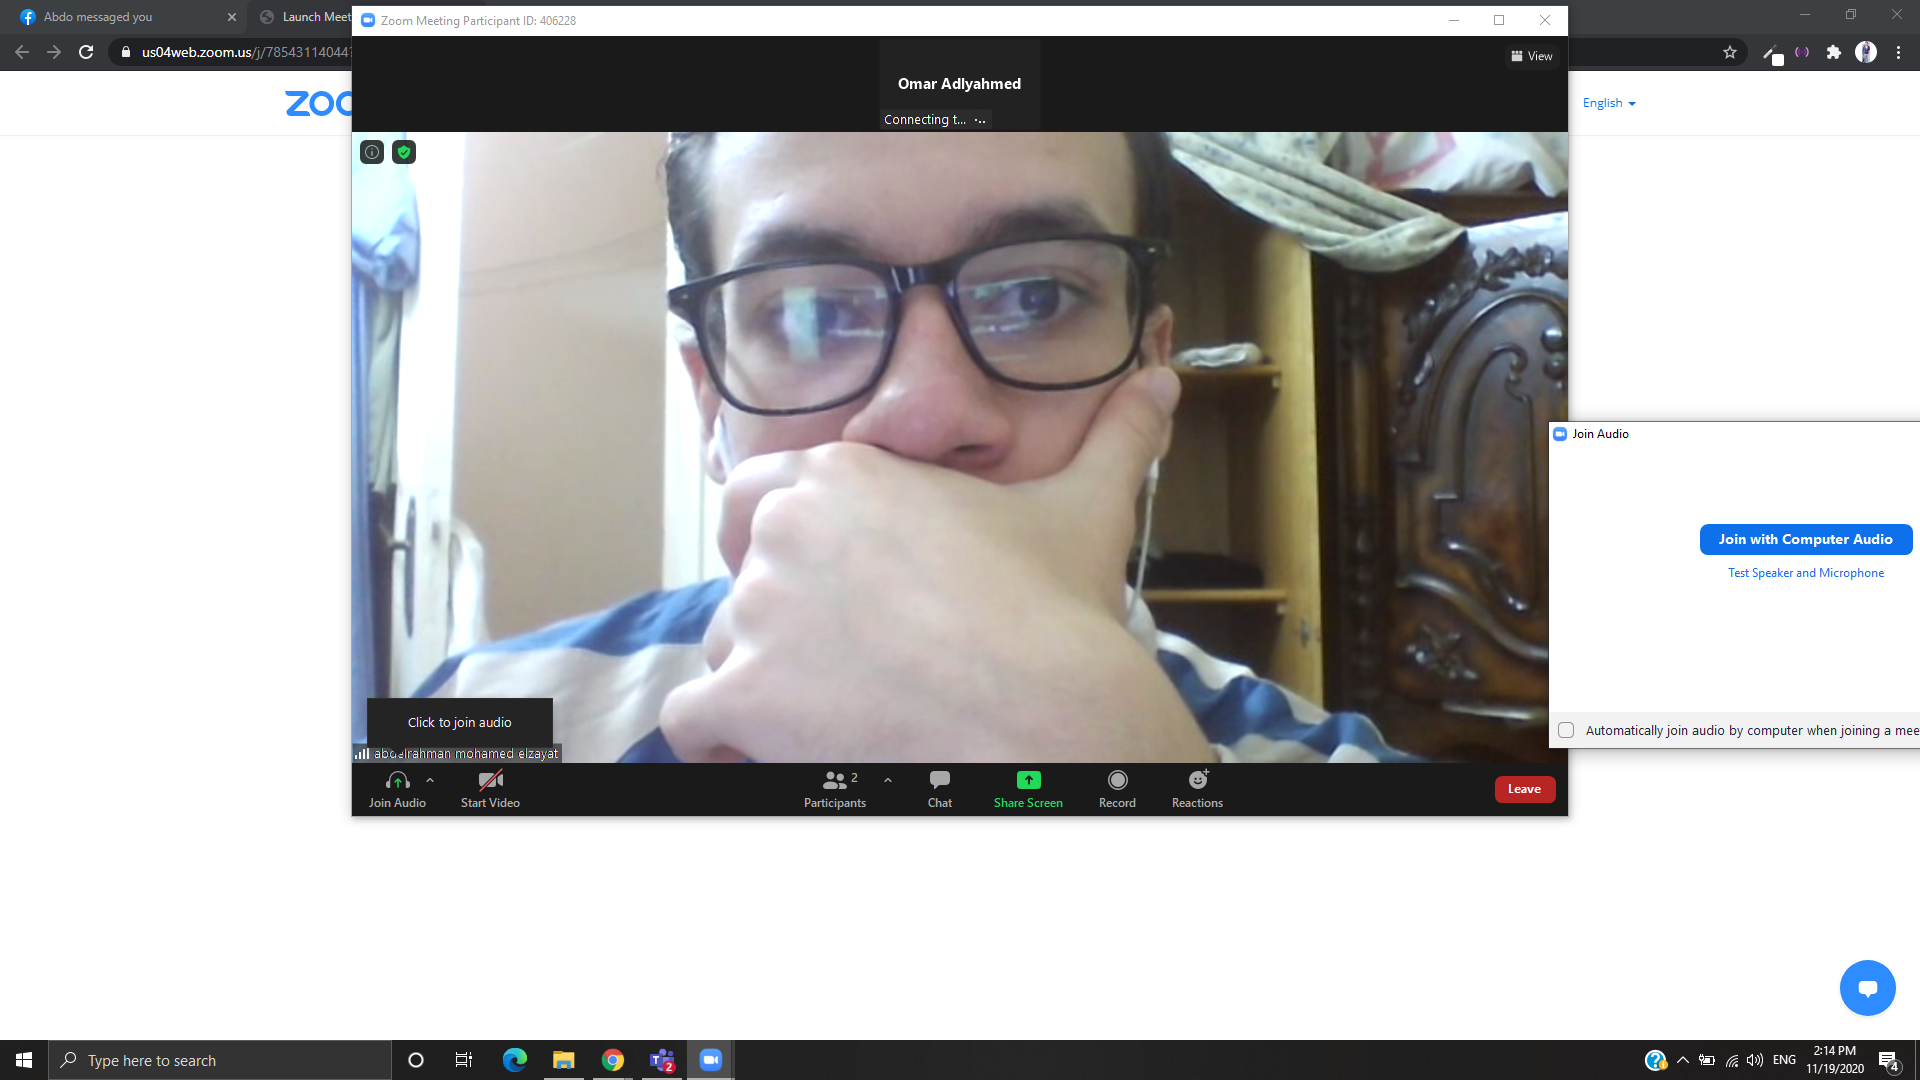 Abdo messaged you
Launch Meet
Zoom Meeting Participant ID: 406228
us04web.zoom.us/j/78543114044?
View
Omar Adlyahmed
Connecting t... ·..
English
Join Audio
Join with Computer Audio
Test Speaker and Microphone
Click to join audio
Automatically join audio by computer when joining a mee
abdelrahman mohamed elzayat
Join Audio
Start Video
2
Participants
Chat
Share Screen
Record
Reactions
Leave
Type here to search
2
ENG
2:14 PM
11/19/2020
4